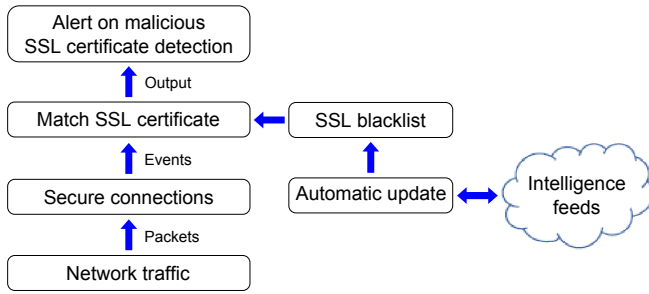 Alert on malicious
SSL certificate detection
Output
Match SSL certificate
SSL blacklist
Events
Secure connections
Automatic update
Intelligence
feeds
Packets
Network traffic